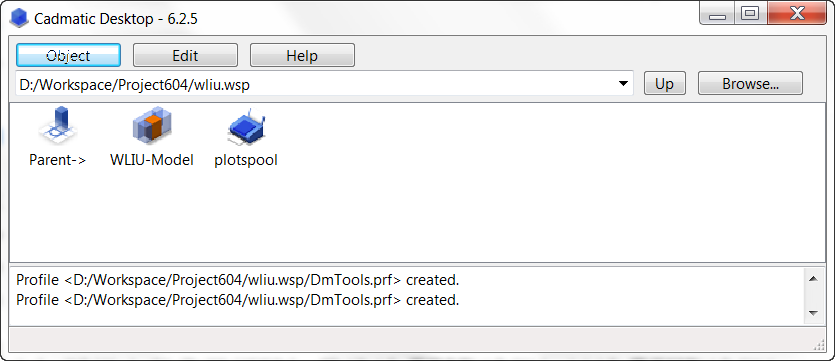 Cadmatic Desktop - 6.2.5
Object Edit Help
D:/Workspace/Project604/wliu.wsp Up Browse...
Parent-> WLIU-Model plotspool
Profile <D:/Workspace/Project604/wliu.wsp/DmTools.prf> created.
Profile <D:/Workspace/Project604/wliu.wsp/DmTools.prf> created.